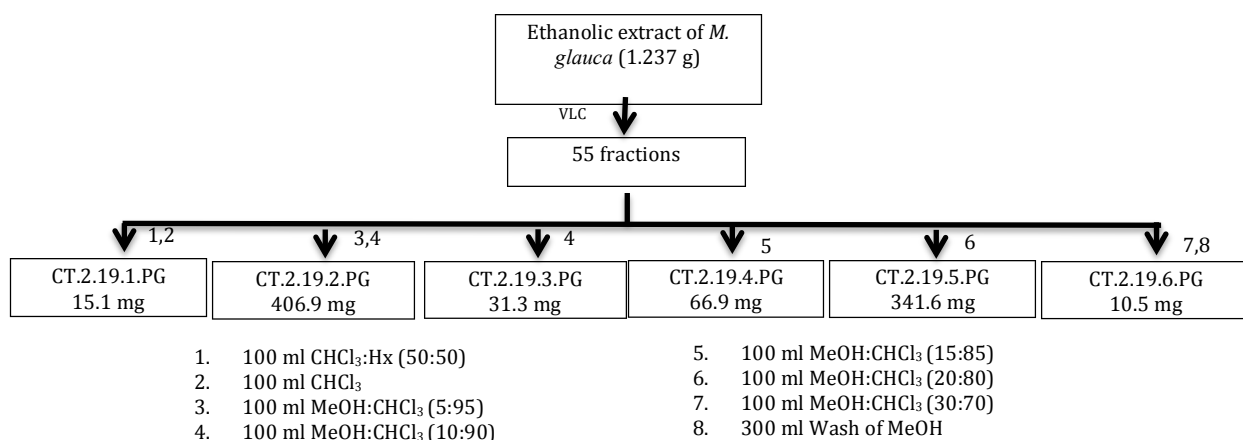 Ethanolic extract of M.
glauca (1.237 g)
VLC
55 fractions
1,2
3,4
4
5
6
7,8
CT.2.19.1.PG
15.1 mg
CT.2.19.2.PG
406.9 mg
CT.2.19.3.PG
31.3 mg
CT.2.19.4.PG
66.9 mg
CT.2.19.5.PG
341.6 mg
CT.2.19.6.PG
10.5 mg
1. 100 ml CHCl₃:Hx (50:50)
2. 100 ml CHCl₃
3. 100 ml MeOH:CHCl₃ (5:95)
4. 100 ml MeOH:CHCl₃ (10:90)
5. 100 ml MeOH:CHCl₃ (15:85)
6. 100 ml MeOH:CHCl₃ (20:80)
7. 100 ml MeOH:CHCl₃ (30:70)
8. 300 ml Wash of MeOH